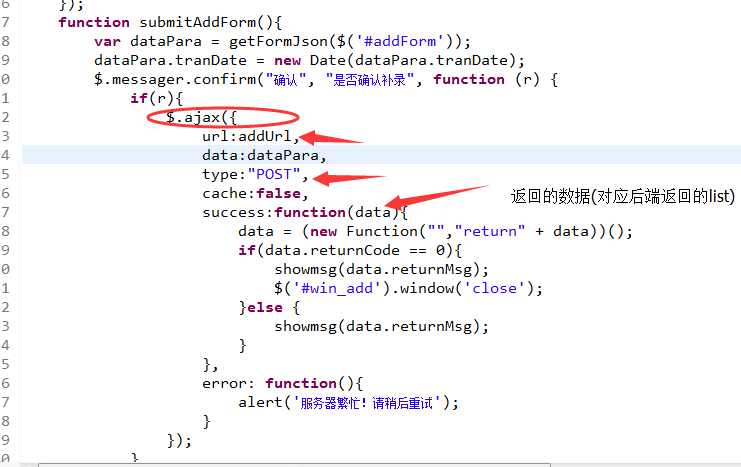 6 });
7 function submitAddForm(){
8 var dataPara = getFormJson($('#addForm'));
9 dataPara.tranDate = new Date(dataPara.tranDate);
0 $.messager.confirm("确认", "是否确认补录", function (r) {
1 if(r){
2 $.ajax({
3 url:addUrl,
4 data:dataPara,
5 type:"POST",
6 cache:false,
返回的数据(对应后端返回的list)
7 success:function(data){
8 data = (new Function("","return" + data))();
9 if(data.returnCode == 0){
0 showmsg(data.returnMsg);
1 $('#win_add').window('close');
2 }else {
3 showmsg(data.returnMsg);
4 }
5 },
6 error: function(){
7 alert('服务器繁忙！请稍后重试');
8 }
9 });
0 }